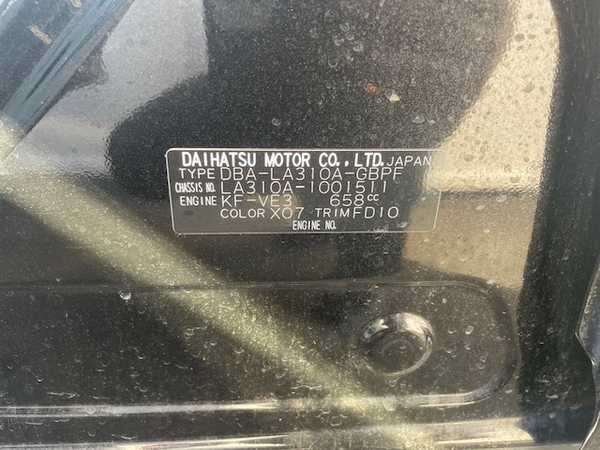 DAIHATSU MOTOR CO., LTD. JAPAN
TYPE DBA-LA310A-GBPF
CHASSIS NO. LA310A-1001511
ENGINE KF-VE3 658cc
COLOR X07 TRIM FD10
ENGINE NO.